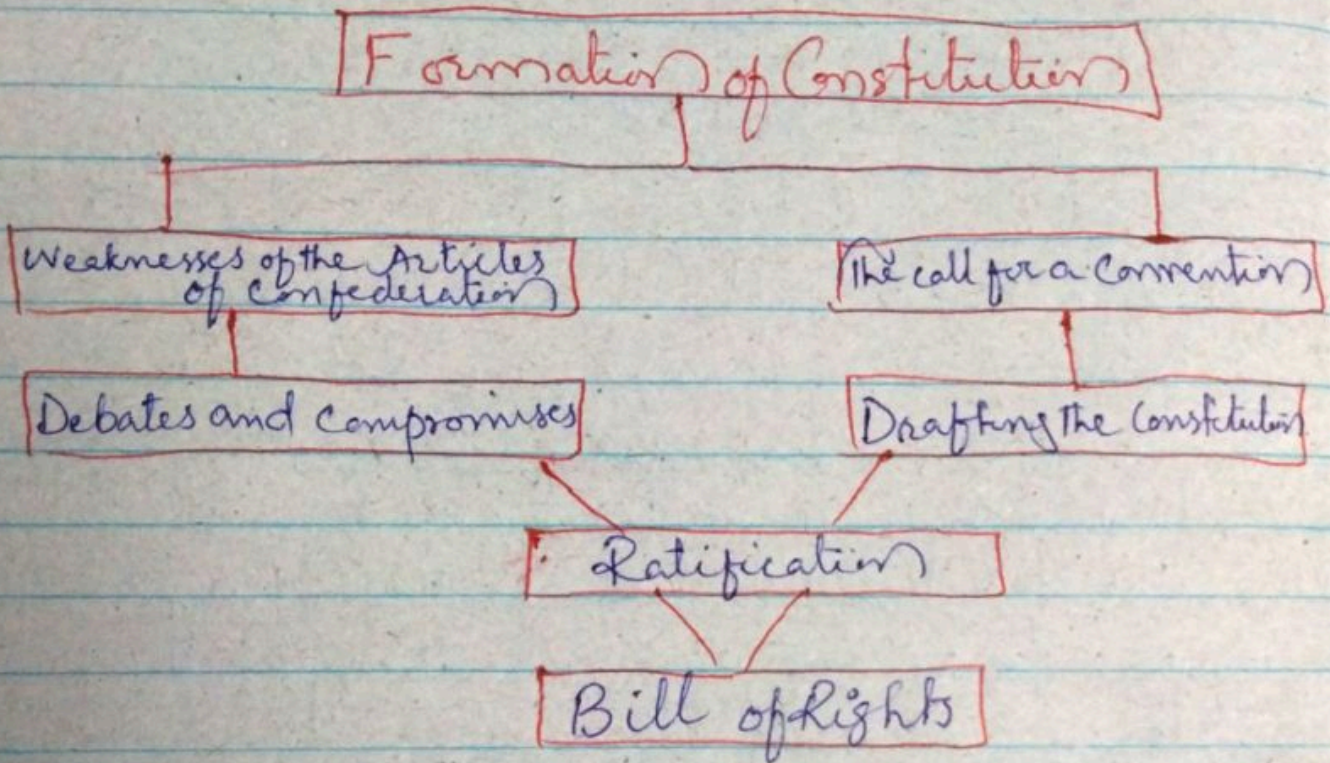 Formation of Constitution
Weaknesses of the Articles
of Confederation
The call for a Convention
Debates and Compromises
Drafting the Constitution
Ratification
Bill of Rights